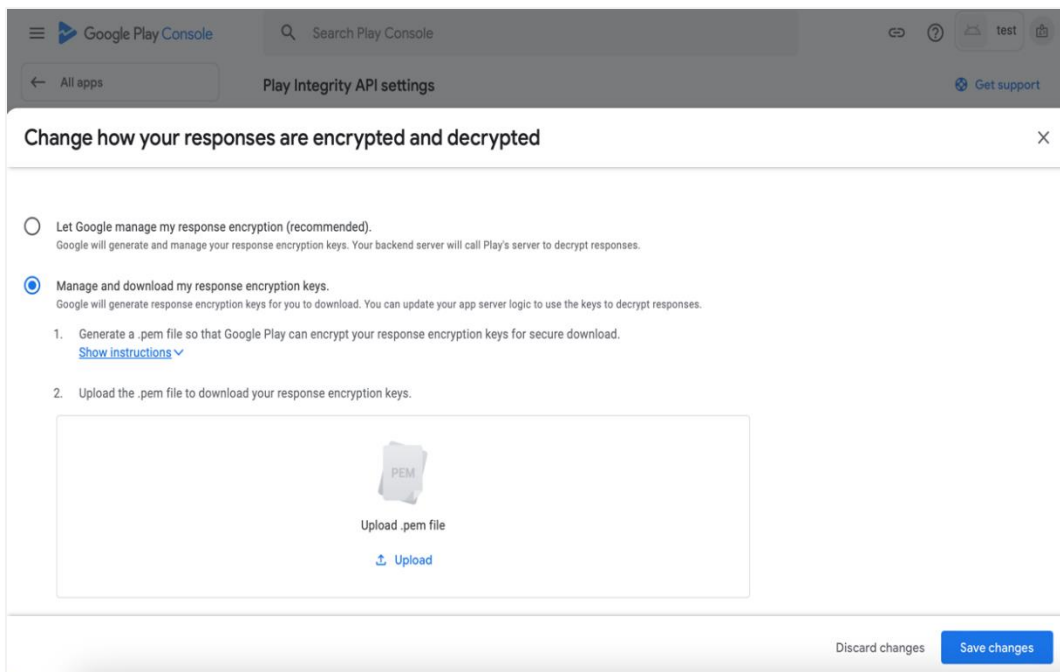 Google Play Console
Search Play Console
test
All apps
Play Integrity API settings
Get support
Change how your responses are encrypted and decrypted
Let Google manage my response encryption (recommended).
Google will generate and manage your response encryption keys. Your backend server will call Play's server to decrypt responses.
Manage and download my response encryption keys.
Google will generate response encryption keys for you to download. You can update your app server logic to use the keys to decrypt responses.
1. Generate a .pem file so that Google Play can encrypt your response encryption keys for secure download.
Show instructions
2. Upload the .pem file to download your response encryption keys.
PEM
Upload .pem file
Upload
Discard changes
Save changes